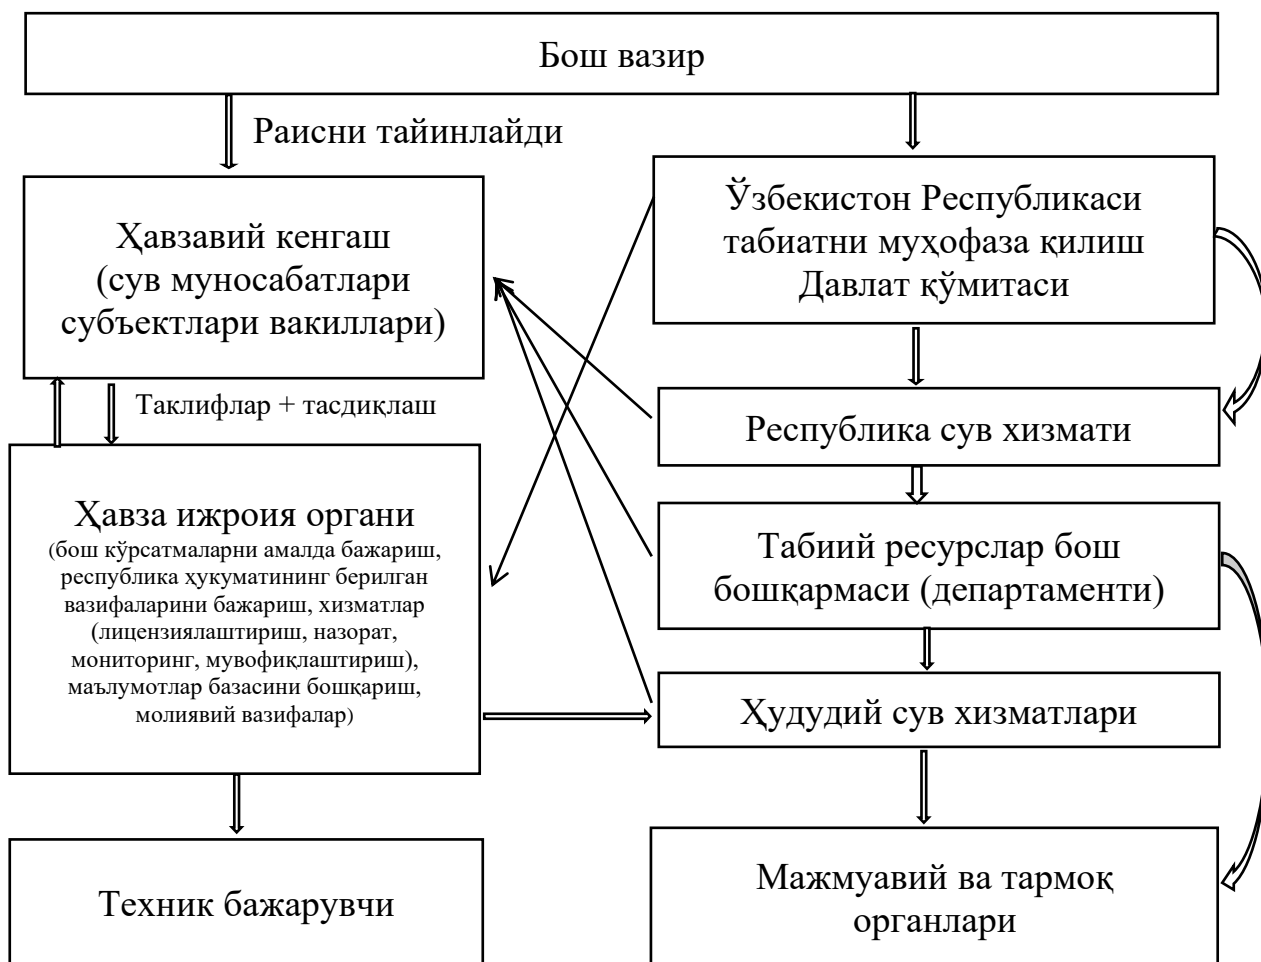 Бош вазир
Раисни тайинлайди
Ҳавзавий кенгаш
(сув муносабатлари
субъектлари вакиллари)
Ўзбекистон Республикаси
табиатни муҳофаза қилиш
Давлат қўмитаси
Таклифлар + тасдиқлаш
Республика сув хизмати
Ҳавза ижроия органи
(бош кўрсатмаларни амалда бажариш,
республика ҳукуматининг берилган
вазифаларини бажариш, хизматлар
(лицензиялаштириш, назорат,
мониторинг, мувофиқлаштириш),
маълумотлар базасини бошқариш,
молиявий вазифалар)
Табиий ресурслар бош
бошқармаси (департаменти)
Ҳудудий сув хизматлари
Техник бажарувчи
Мажмуавий ва тармоқ
органлари